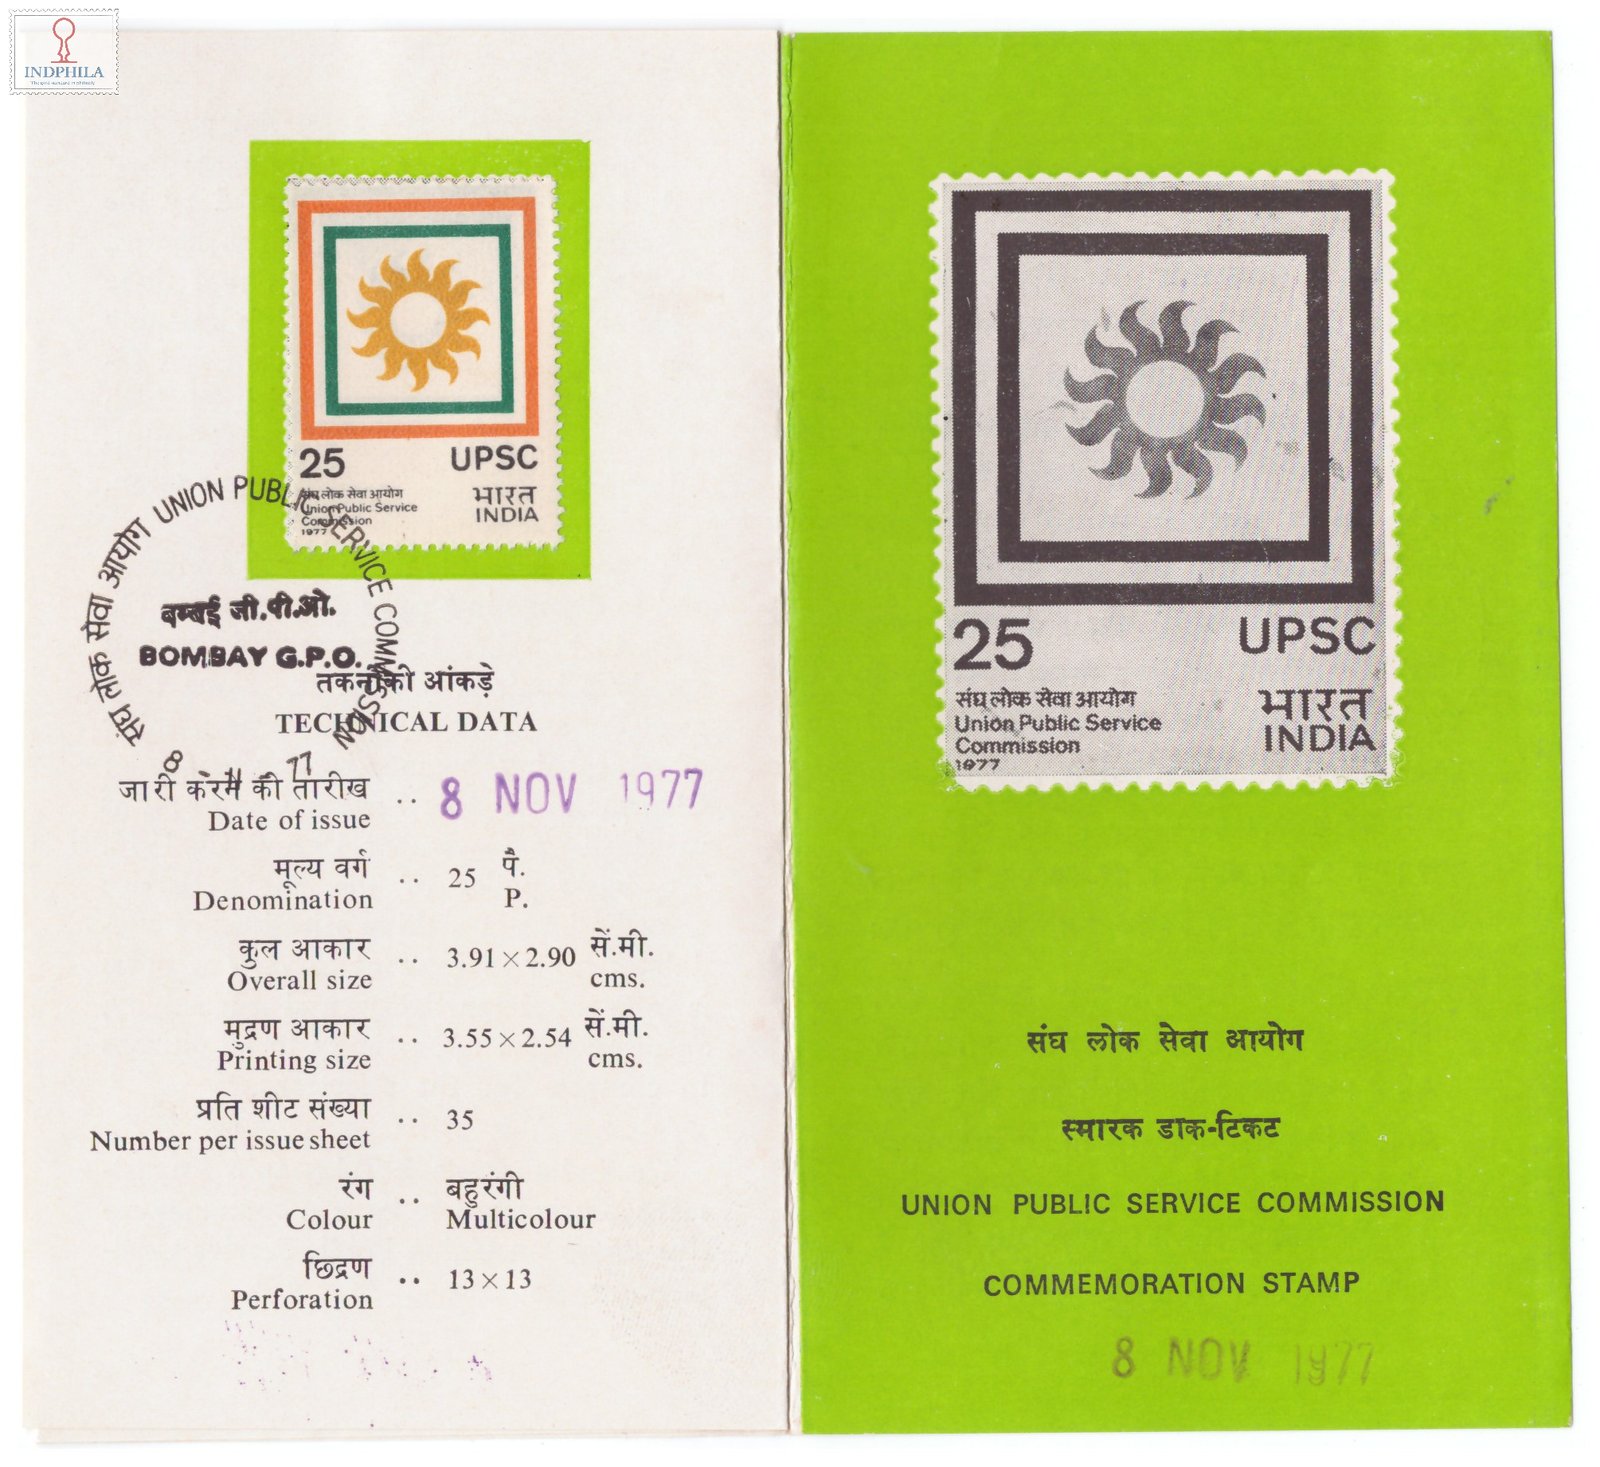 INDPHILA
25 UPSC
संघ लोक सेवा आयोग
Union Public Service
Commission
1977
भारत
INDIA
संघ लोक सेवा आयोग UNION PUBLIC SERVICE COMMISSION
बम्बई जी.पी.ओ.
BOMBAY G.P.O.
8 11 77
तकनीकी आंकड़े
TECHNICAL DATA
जारी करने की तारीख .. 8 NOV 1977
Date of issue
मूल्य वर्ग .. 25 पै.
Denomination P.
कुल आकार .. 3.91×2.90 सें.मी.
Overall size cms.
मुद्रण आकार .. 3.55×2.54 सें.मी.
Printing size cms.
प्रति शीट संख्या .. 35
Number per issue sheet
रंग .. बहुरंगी
Colour Multicolour
छिद्रण .. 13×13
Perforation
25 UPSC
संघ लोक सेवा आयोग
Union Public Service
Commission
1977
भारत
INDIA
संघ लोक सेवा आयोग
स्मारक डाक-टिकट
UNION PUBLIC SERVICE COMMISSION
COMMEMORATION STAMP
8 NOV 1977